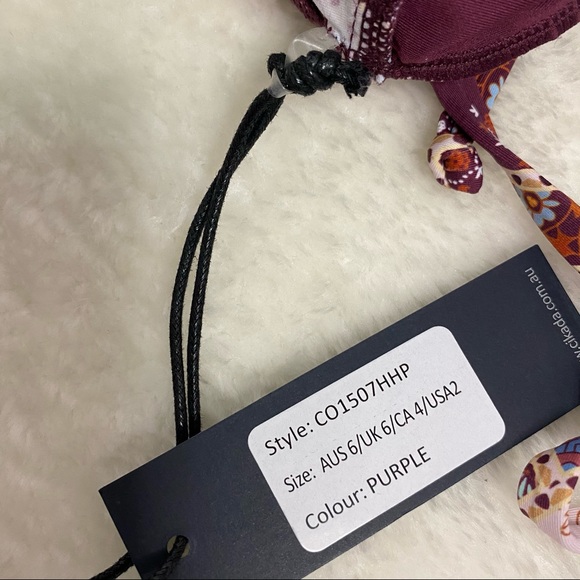 .cikada.com.au
Style: CO1507HHP
Size: AUS 6/UK 6/CA 4/USA2
Colour: PURPLE